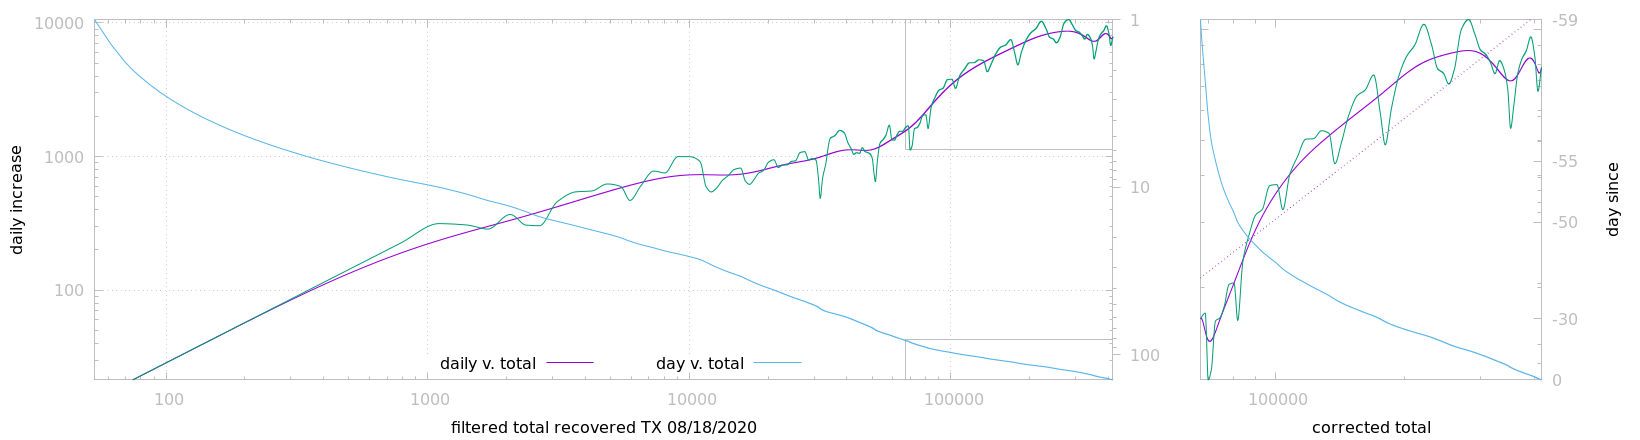 10000
1000
100
daily increase
1
10
100
daily v. total
day v. total
100
1000
10000
100000
filtered total recovered TX 08/18/2020
-59
-55
-50
-30
0
day since
100000
corrected total